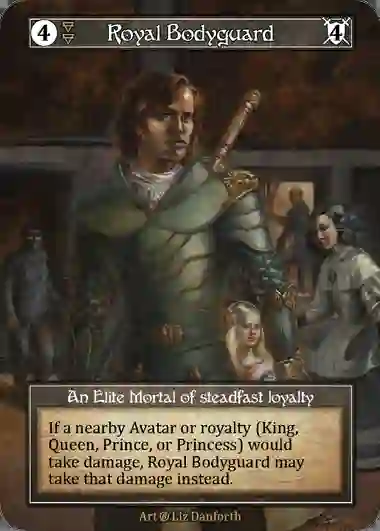 4 Royal Bodyguard 4
An Elite Mortal of steadfast loyalty
If a nearby Avatar or royalty (King,
Queen, Prince, or Princess) would
take damage, Royal Bodyguard may
take that damage instead.
Art @ Liz Danforth